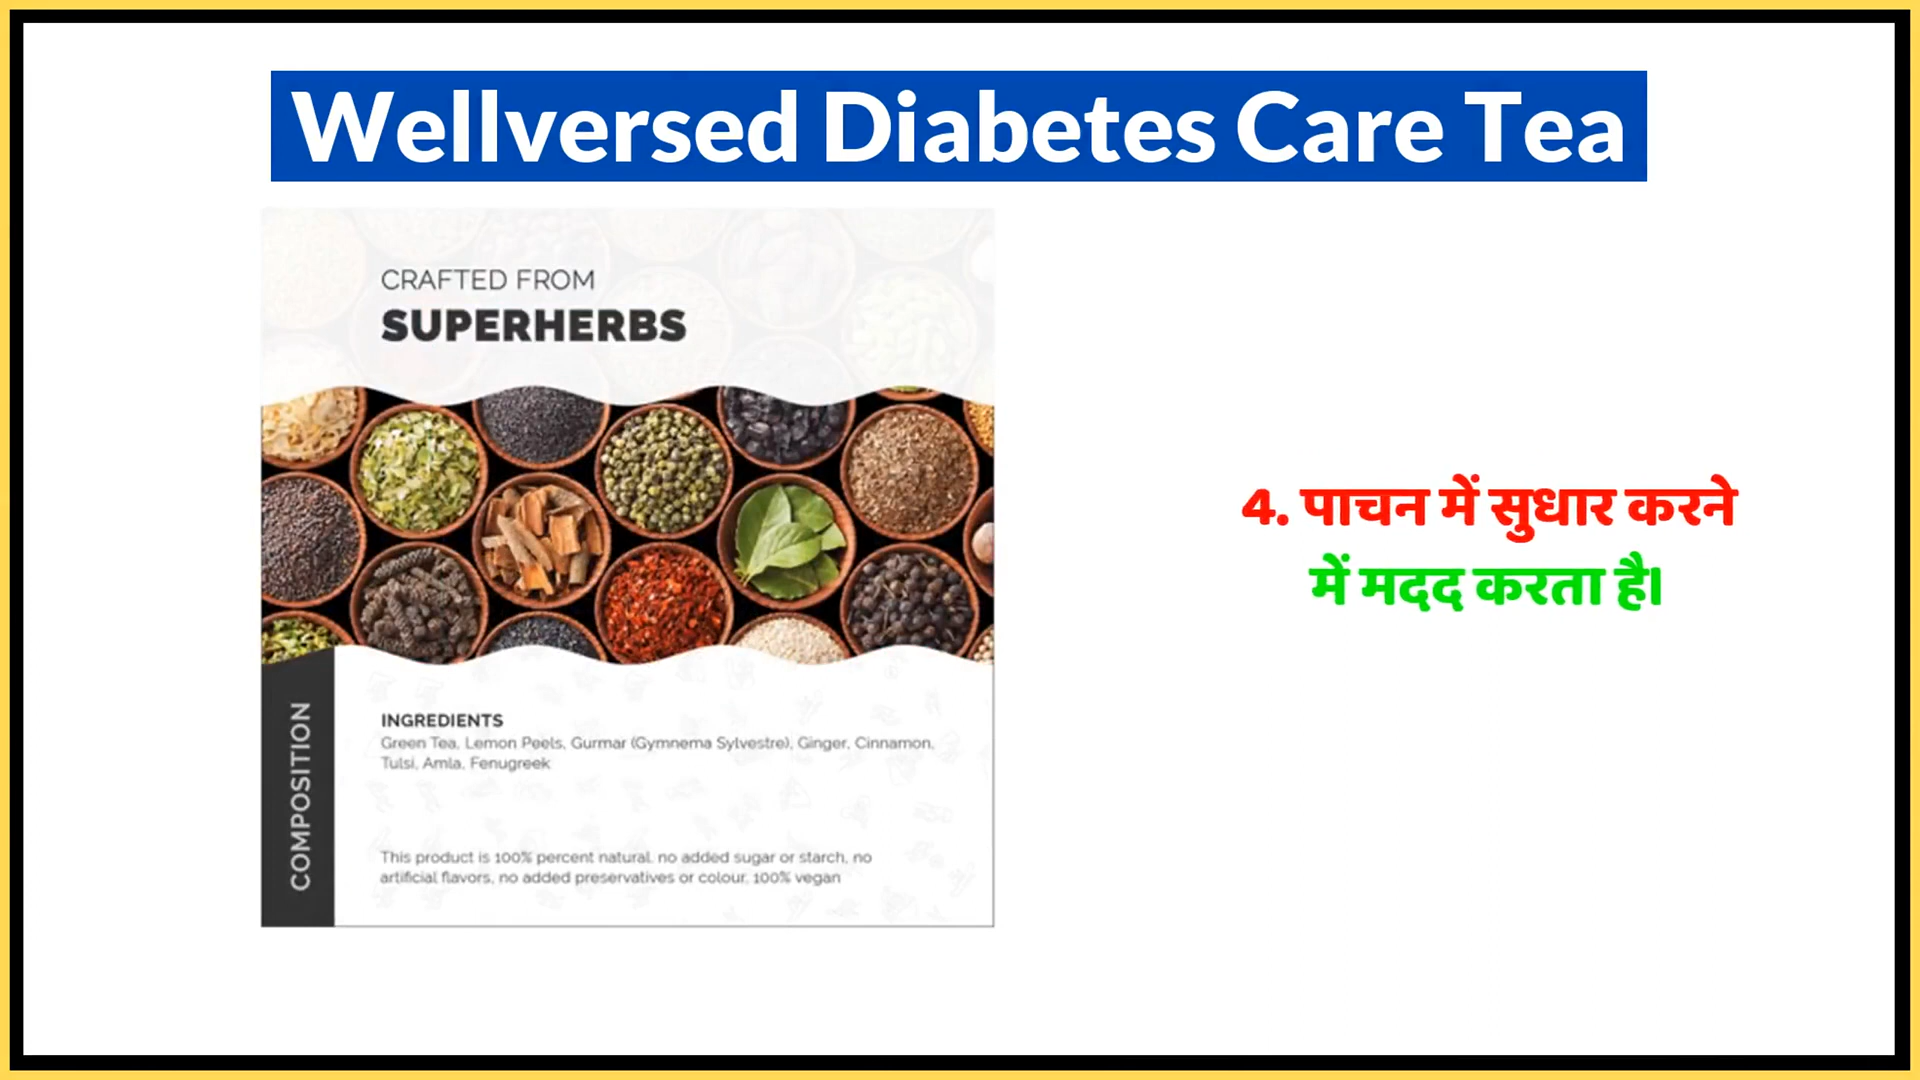 Wellversed Diabetes Care Tea
CRAFTED FROM
SUPERHERBS
4. पाचन में सुधार करने
में मदद करता है।
COMPOSITION
INGREDIENTS
Green Tea, Lemon Peels, Gurmar (Gymnema Sylvestre), Ginger, Cinnamon,
Tulsi, Amla, Fenugreek
This product is 100% percent natural, no added sugar or starch, no
artificial flavors, no added preservatives or colour, 100% vegan